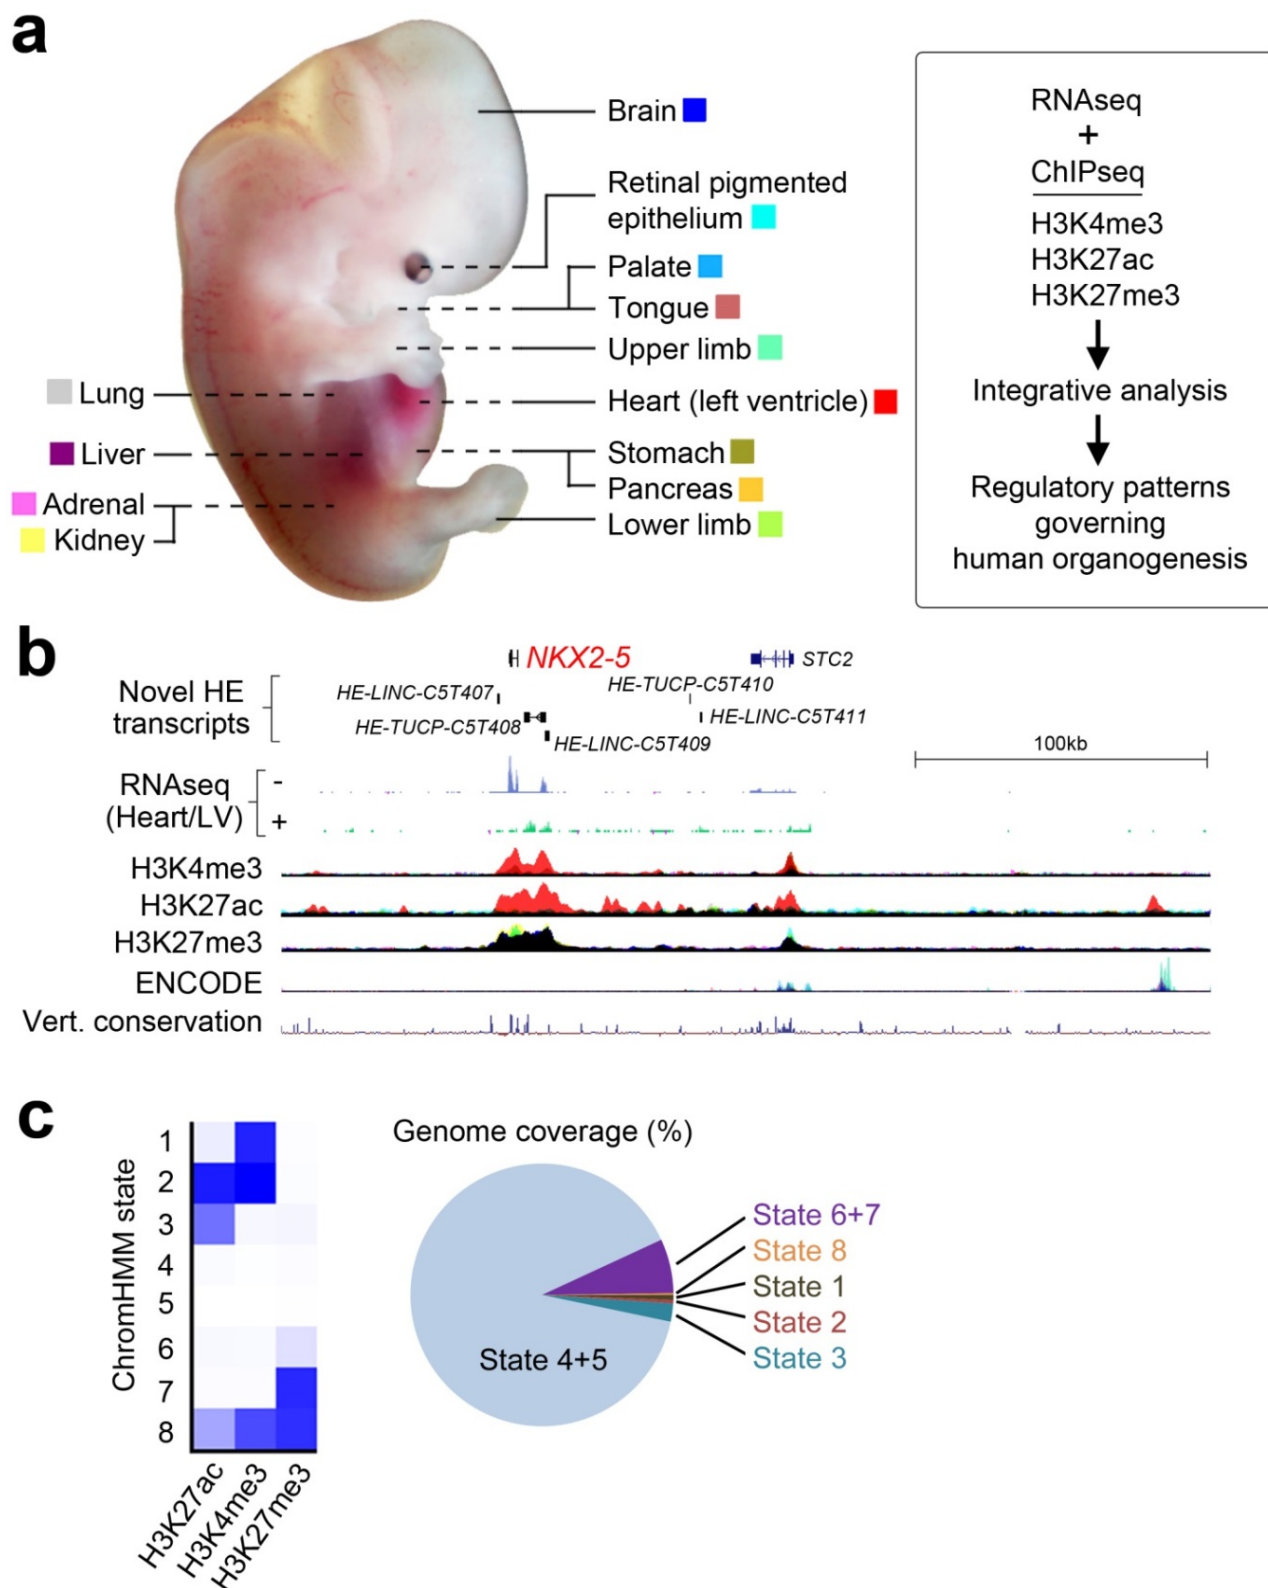 a
Brain
Retinal pigmented
epithelium
Palate
Tongue
Upper limb
Heart (left ventricle)
Stomach
Pancreas
Lower limb
Lung
Liver
Adrenal
Kidney
RNAseq
+
ChIPseq
H3K4me3
H3K27ac
H3K27me3
Integrative analysis
Regulatory patterns
governing
human organogenesis
b
NKX2-5
STC2
Novel HE
transcripts
HE-LINC-C5T407
HE-TUCP-C5T410
HE-TUCP-C5T408
HE-LINC-C5T411
HE-LINC-C5T409
100kb
RNAseq
(Heart/LV)
-
+
H3K4me3
H3K27ac
H3K27me3
ENCODE
Vert. conservation
c
ChromHMM state
1
2
3
4
5
6
7
8
H3K27ac
H3K4me3
H3K27me3
Genome coverage (%)
State 6+7
State 8
State 1
State 2
State 3
State 4+5